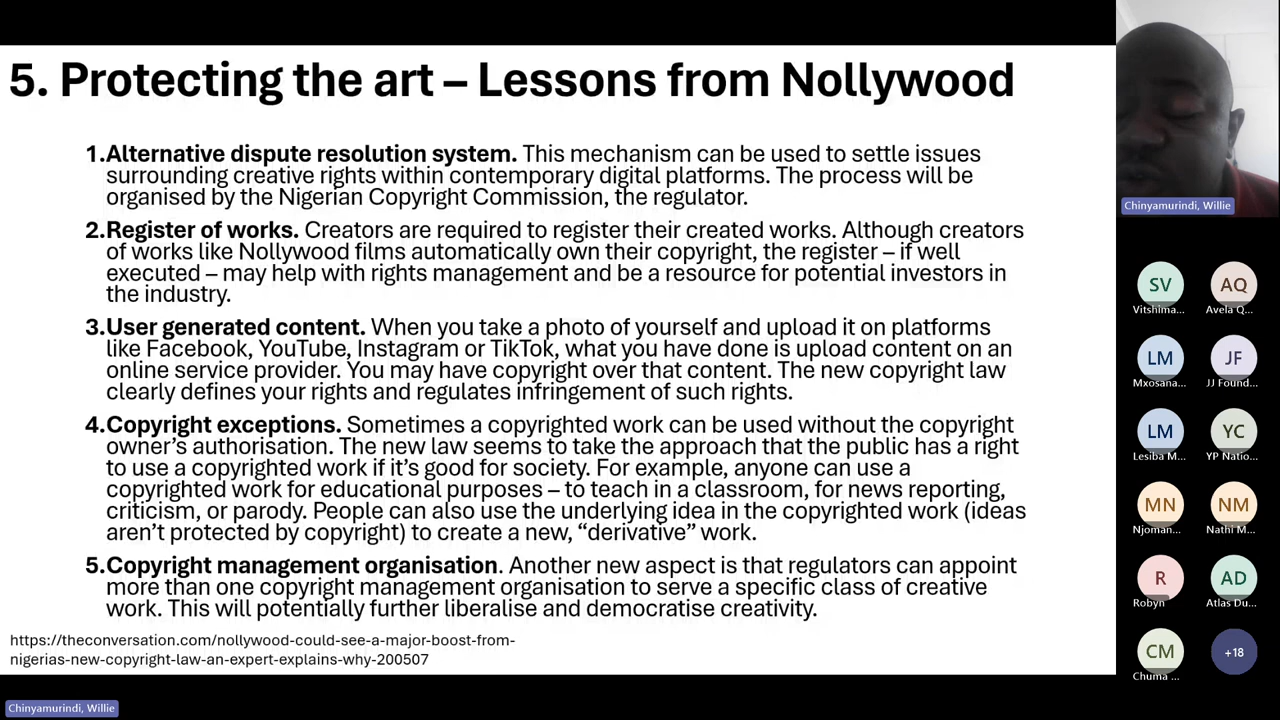 5. Protecting the art – Lessons from Nollywood
1.Alternative dispute resolution system. This mechanism can be used to settle issues
surrounding creative rights within contemporary digital platforms. The process will be
organised by the Nigerian Copyright Commission, the regulator.
2.Register of works. Creators are required to register their created works. Although creators
of works like Nollywood films automatically own their copyright, the register – if well
executed – may help with rights management and be a resource for potential investors in
the industry.
3.User generated content. When you take a photo of yourself and upload it on platforms
like Facebook, YouTube, Instagram or TikTok, what you have done is upload content on an
online service provider. You may have copyright over that content. The new copyright law
clearly defines your rights and regulates infringement of such rights.
4.Copyright exceptions. Sometimes a copyrighted work can be used without the copyright
owner’s authorisation. The new law seems to take the approach that the public has a right
to use a copyrighted work if it’s good for society. For example, anyone can use a
copyrighted work for educational purposes – to teach in a classroom, for news reporting,
criticism, or parody. People can also use the underlying idea in the copyrighted work (ideas
aren’t protected by copyright) to create a new, “derivative” work.
5.Copyright management organisation. Another new aspect is that regulators can appoint
more than one copyright management organisation to serve a specific class of creative
work. This will potentially further liberalise and democratise creativity.
https://theconversation.com/nollywood-could-see-a-major-boost-from-
nigerias-new-copyright-law-an-expert-explains-why-200507
Chinyamurindi, Willie
Chinyamurindi, Willie
SV AQ
Vitshima... Avela Q...
LM JF
Mxosana... JJ Found...
LM YC
Lesiba M... YP Natio...
MN NM
Njoman... Nathi M...
R AD
Robyn Atlas Du...
CM +18
Chuma ...